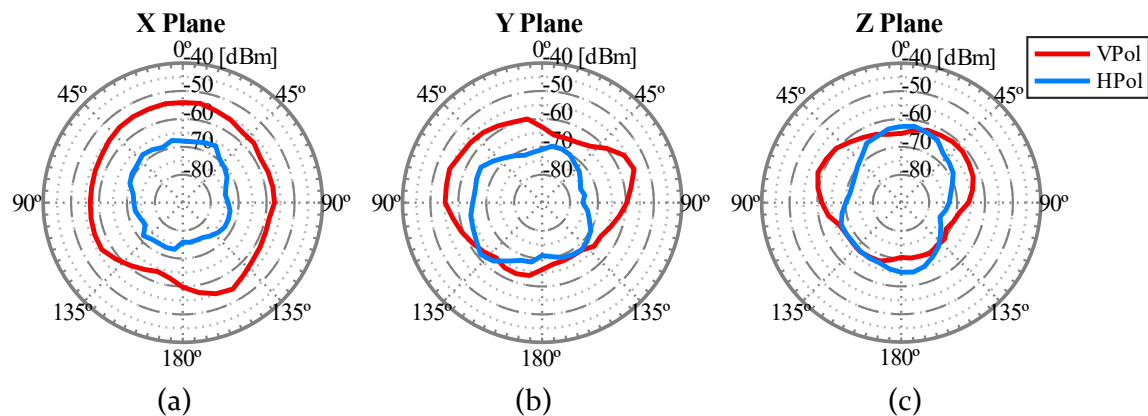 X Plane
0º
-40 [dBm]
-50
-60
-70
-80
45º
45º
90º
90º
135º
135º
180º
(a)
Y Plane
0º
-40 [dBm]
-50
-60
-70
-80
45º
45º
90º
90º
135º
135º
180º
(b)
Z Plane
0º
-40 [dBm]
-50
-60
-70
-80
45º
45º
90º
90º
135º
135º
180º
(c)
VPol
HPol